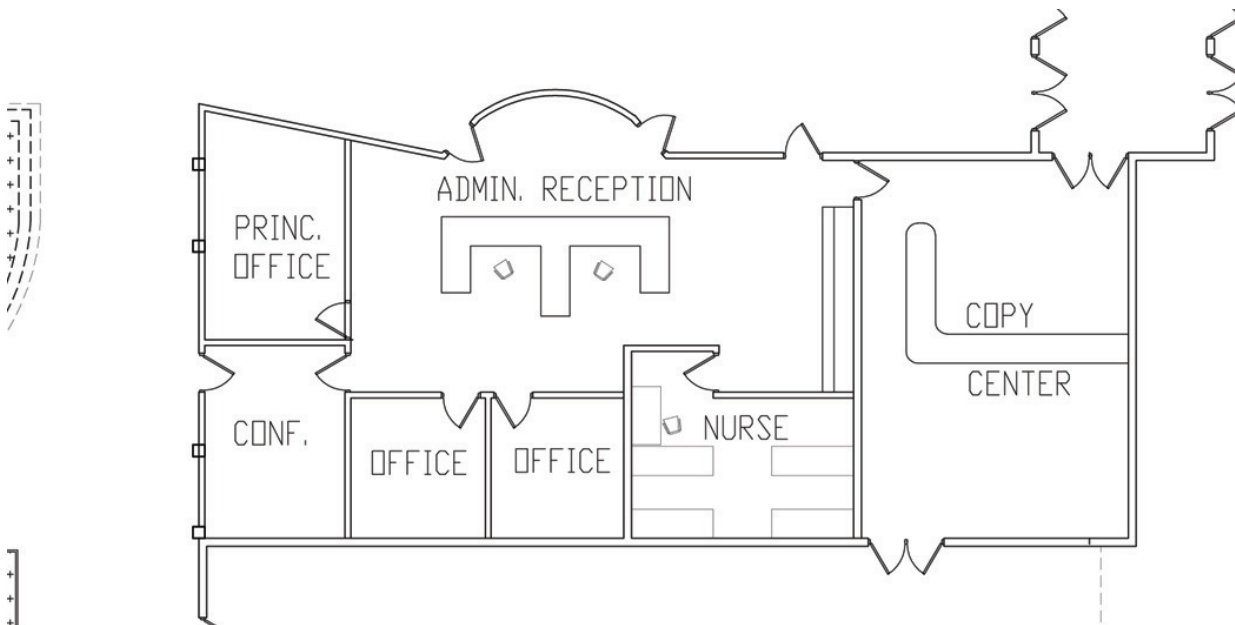 ADMIN. RECEPTION
PRINC.
OFFICE
COPY
CENTER
CONF.
OFFICE
OFFICE
NURSE